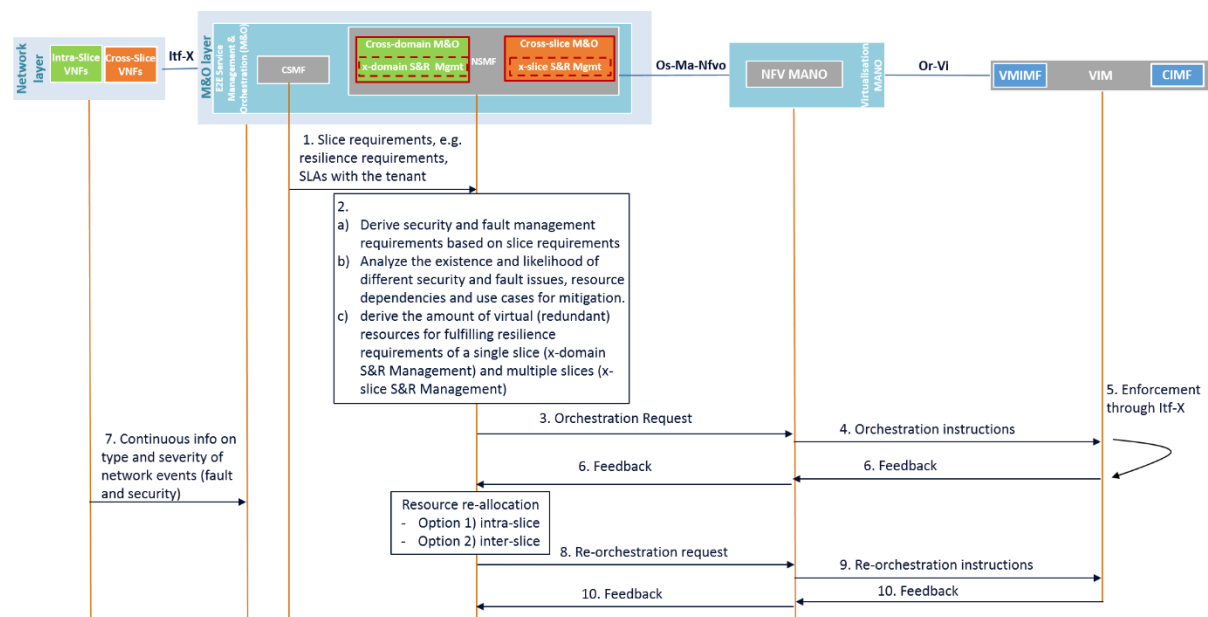 Network
layer
Intra-Slice
VNFs
Cross-Slice
VNFs
Itf-X
M&O layer
E2E Service
Management &
Orchestration (M&O)
CSMF
Cross-domain M&O
x-domain S&R Mgmt
NSMF
Cross-slice M&O
x-slice S&R Mgmt
Os-Ma-Nfvo
NFV MANO
Virtualisation
MANO
Or-Vi
VMIMF
VIM
CIMF
1. Slice requirements, e.g.
resilience requirements,
SLAs with the tenant
2.
a) Derive security and fault management
requirements based on slice requirements
b) Analyze the existence and likelihood of
different security and fault issues, resource
dependencies and use cases for mitigation.
c) derive the amount of virtual (redundant)
resources for fulfilling resilience
requirements of a single slice (x-domain
S&R Management) and multiple slices (x-
slice S&R Management)
5. Enforcement
through Itf-X
3. Orchestration Request
4. Orchestration instructions
7. Continuous info on
type and severity of
network events (fault
and security)
6. Feedback
6. Feedback
Resource re-allocation
- Option 1) intra-slice
- Option 2) inter-slice
8. Re-orchestration request
9. Re-orchestration instructions
10. Feedback
10. Feedback